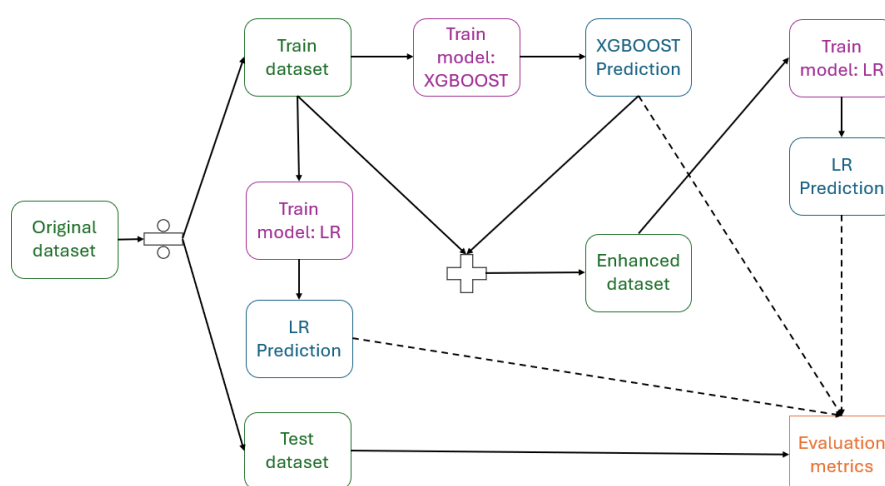 Train
dataset
Train
model:
XGBOOST
XGBOOST
Prediction
Train
model: LR
LR
Prediction
Original
dataset
Train
model: LR
Enhanced
dataset
LR
Prediction
Test
dataset
Evaluation
metrics